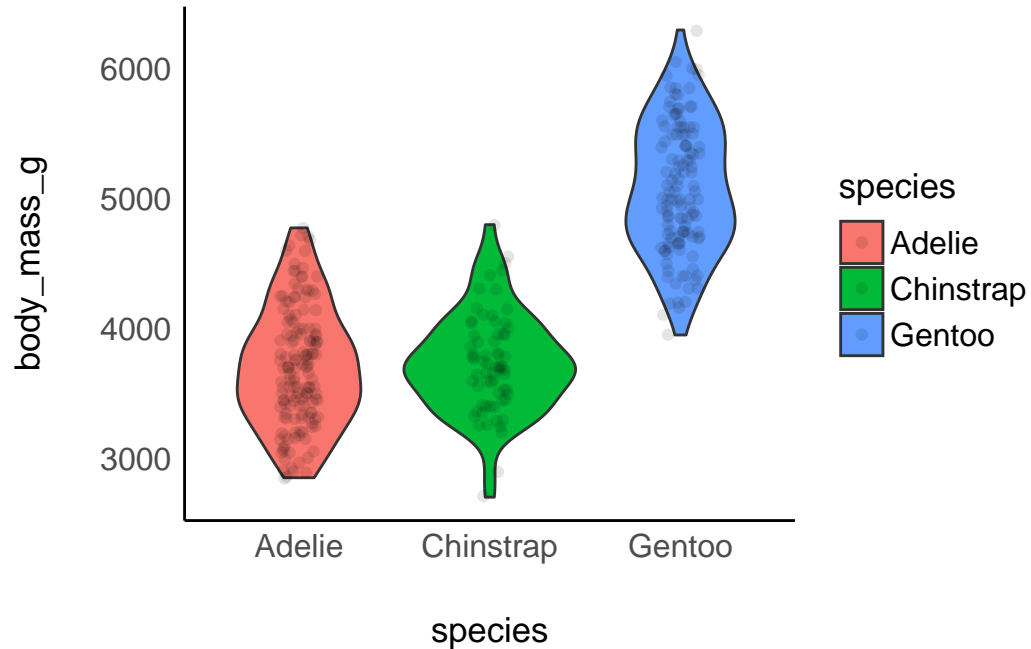 body_mass_g
6000
5000
4000
3000
Adelie
Chinstrap
Gentoo
species
species
Adelie
Chinstrap
Gentoo